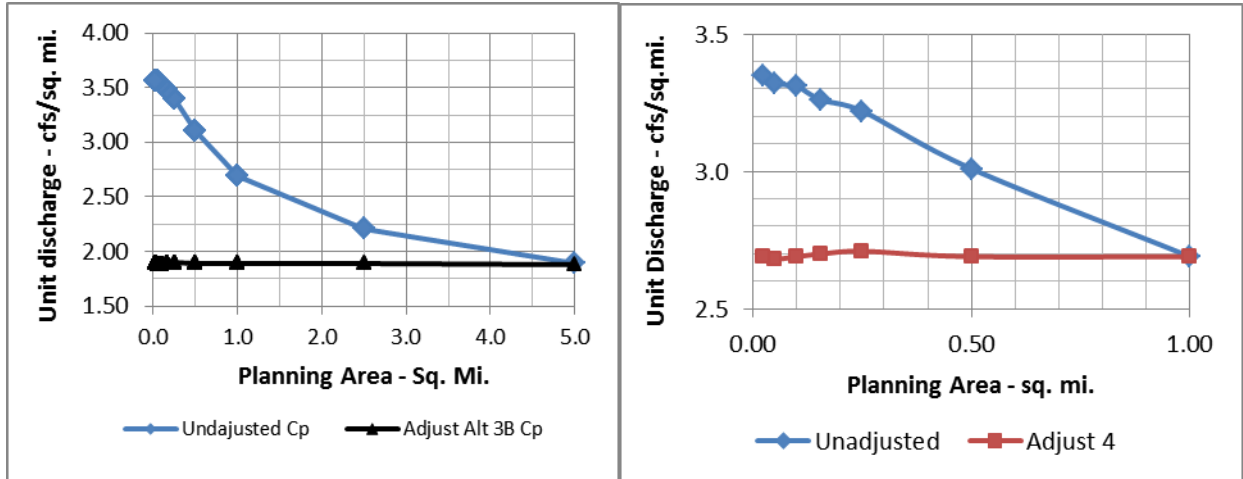 Unit discharge - cfs/sq. mi.
4.00
3.50
3.00
2.50
2.00
1.50
0.0 1.0 2.0 3.0 4.0 5.0
Planning Area - Sq. Mi.
Undajusted Cp Adjust Alt 3B Cp
Unit Discharge - cfs/sq.mi.
3.5
3.0
2.5
0.00 0.50 1.00
Planning Area - sq. mi.
Unadjusted Adjust 4